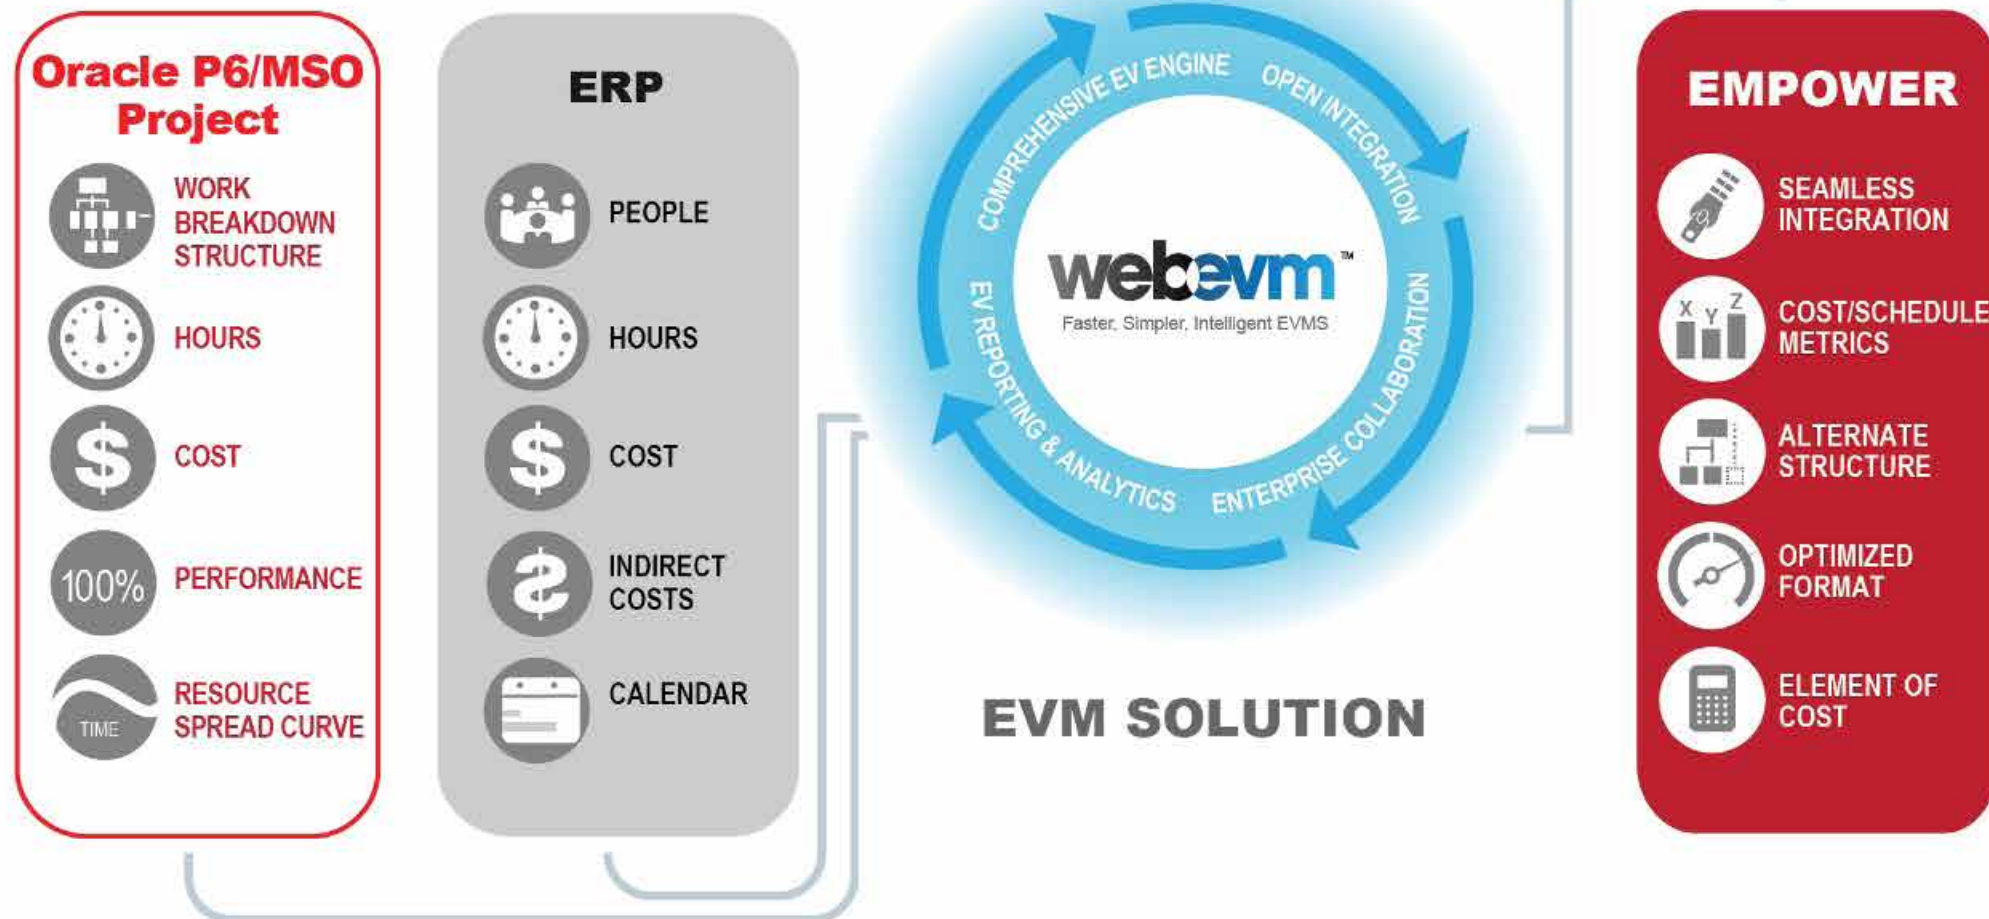 Oracle P6/MSO
Project
WORK
BREAKDOWN
STRUCTURE
HOURS
$
COST
100%
PERFORMANCE
TIME
RESOURCE
SPREAD CURVE
ERP
PEOPLE
HOURS
$
COST
INDIRECT
COSTS
CALENDAR
COMPREHENSIVE EV ENGINE
OPEN INTEGRATION
ENTERPRISE COLLABORATION
EV REPORTING & ANALYTICS
webevm™
Faster, Simpler, Intelligent EVMS
EVM SOLUTION
EMPOWER
SEAMLESS
INTEGRATION
X Y Z
COST/SCHEDULE
METRICS
ALTERNATE
STRUCTURE
OPTIMIZED
FORMAT
ELEMENT OF
COST